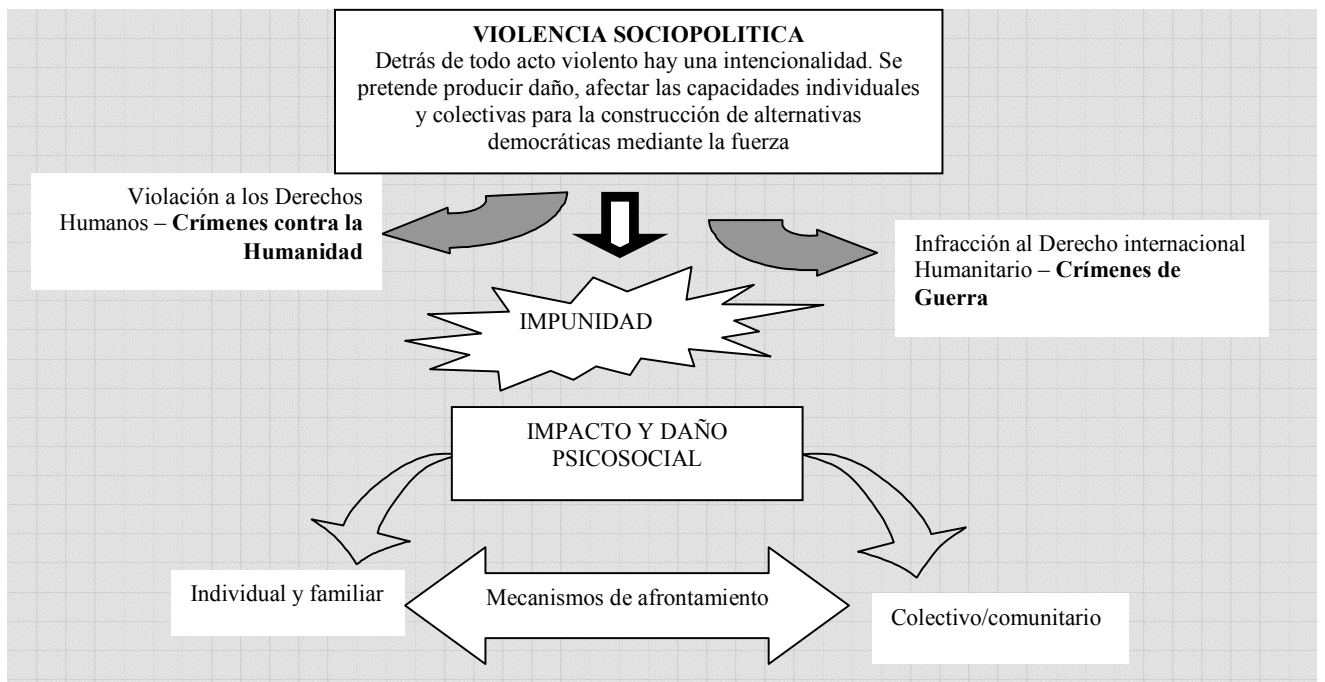 VIOLENCIA SOCIOPOLITICA
Detrás de todo acto violento hay una intencionalidad. Se
pretende producir daño, afectar las capacidades individuales
y colectivas para la construcción de alternativas
democráticas mediante la fuerza
Violación a los Derechos
Humanos – Crímenes contra la
Humanidad
Infracción al Derecho internacional
Humanitario – Crímenes de
Guerra
IMPUNIDAD
IMPACTO Y DAÑO
PSICOSOCIAL
Individual y familiar
Mecanismos de afrontamiento
Colectivo/comunitario